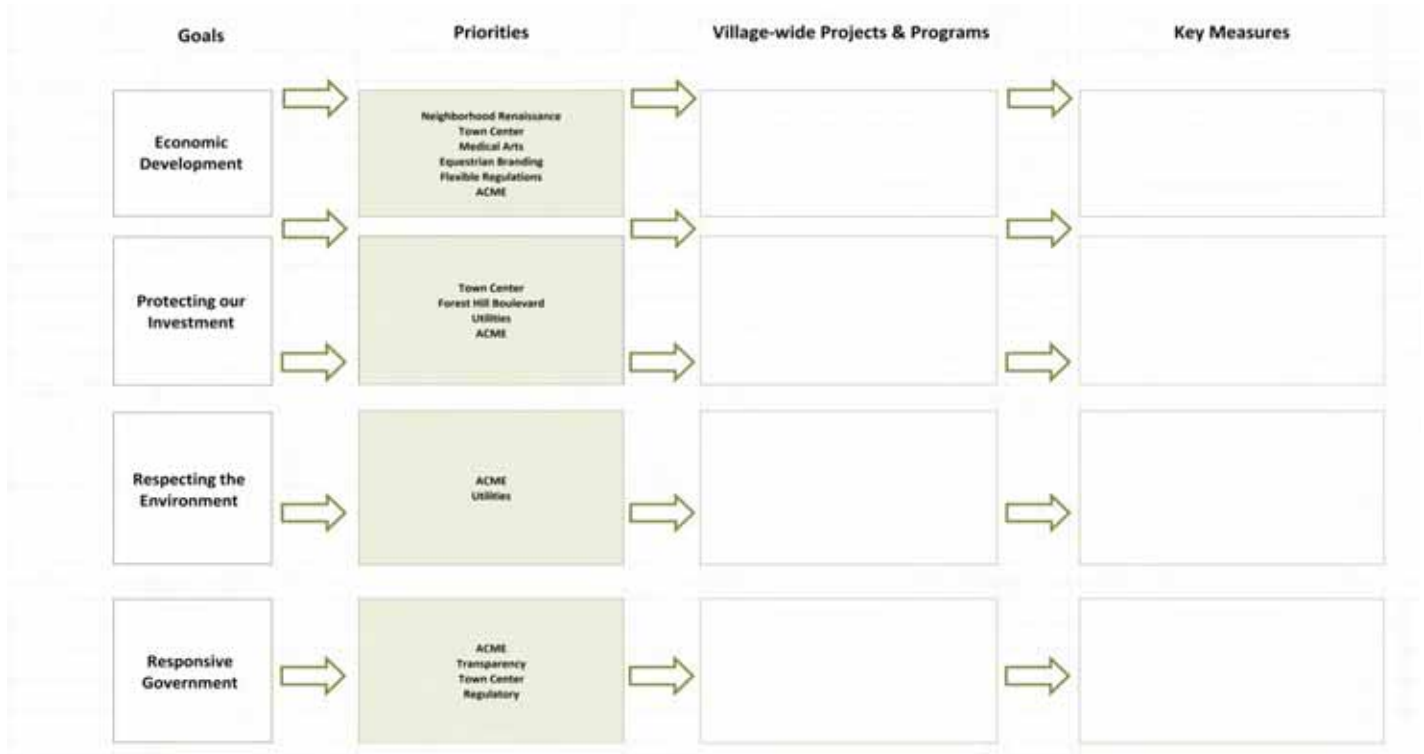 Goals Priorities Village-wide Projects & Programs Key Measures
Economic
Development
Neighborhood Renaissance
Town Center
Medical Arts
Equestrian Branding
Flexible Regulations
ACME
Protecting our
Investment
Town Center
Forest Hill Boulevard
Utilities
ACME
Respecting the
Environment
ACME
Utilities
Responsive
Government
ACME
Transparency
Town Center
Regulatory